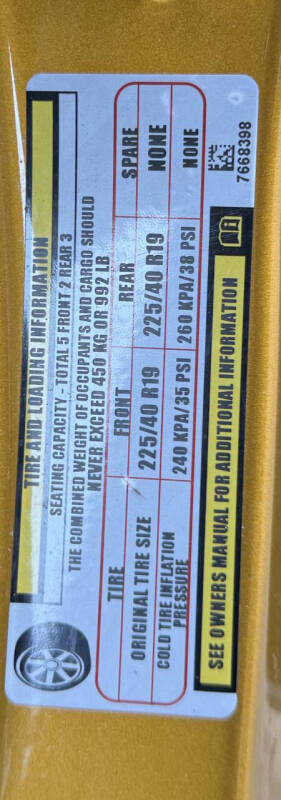 TIRE AND LOADING INFORMATION
SEATING CAPACITY - TOTAL 5 FRONT 2 REAR 3
THE COMBINED WEIGHT OF OCCUPANTS AND CARGO SHOULD
NEVER EXCEED 450 KG OR 992 LB
TIRE FRONT REAR SPARE
ORIGINAL TIRE SIZE 225/40 R19 225/40 R19 NONE
COLD TIRE INFLATION
PRESSURE 240 KPA/35 PSI 260 KPA/38 PSI NONE
SEE OWNERS MANUAL FOR ADDITIONAL INFORMATION
7668398